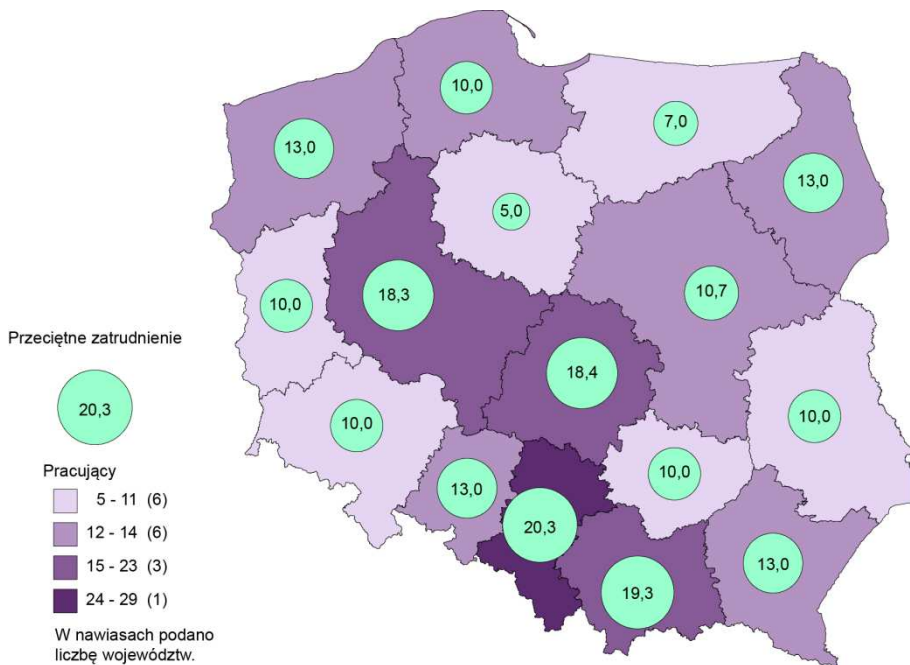 10,0
7,0
13,0
13,0
5,0
10,7
18,3
10,0
Przeciętne zatrudnienie
18,4
20,3
10,0
10,0
10,0
Pracujący
13,0
5 - 11 (6)
20,3
12 - 14 (6)
13,0
15 - 23 (3)
19,3
24 - 29 (1)
W nawiasach podano
liczbę województw.